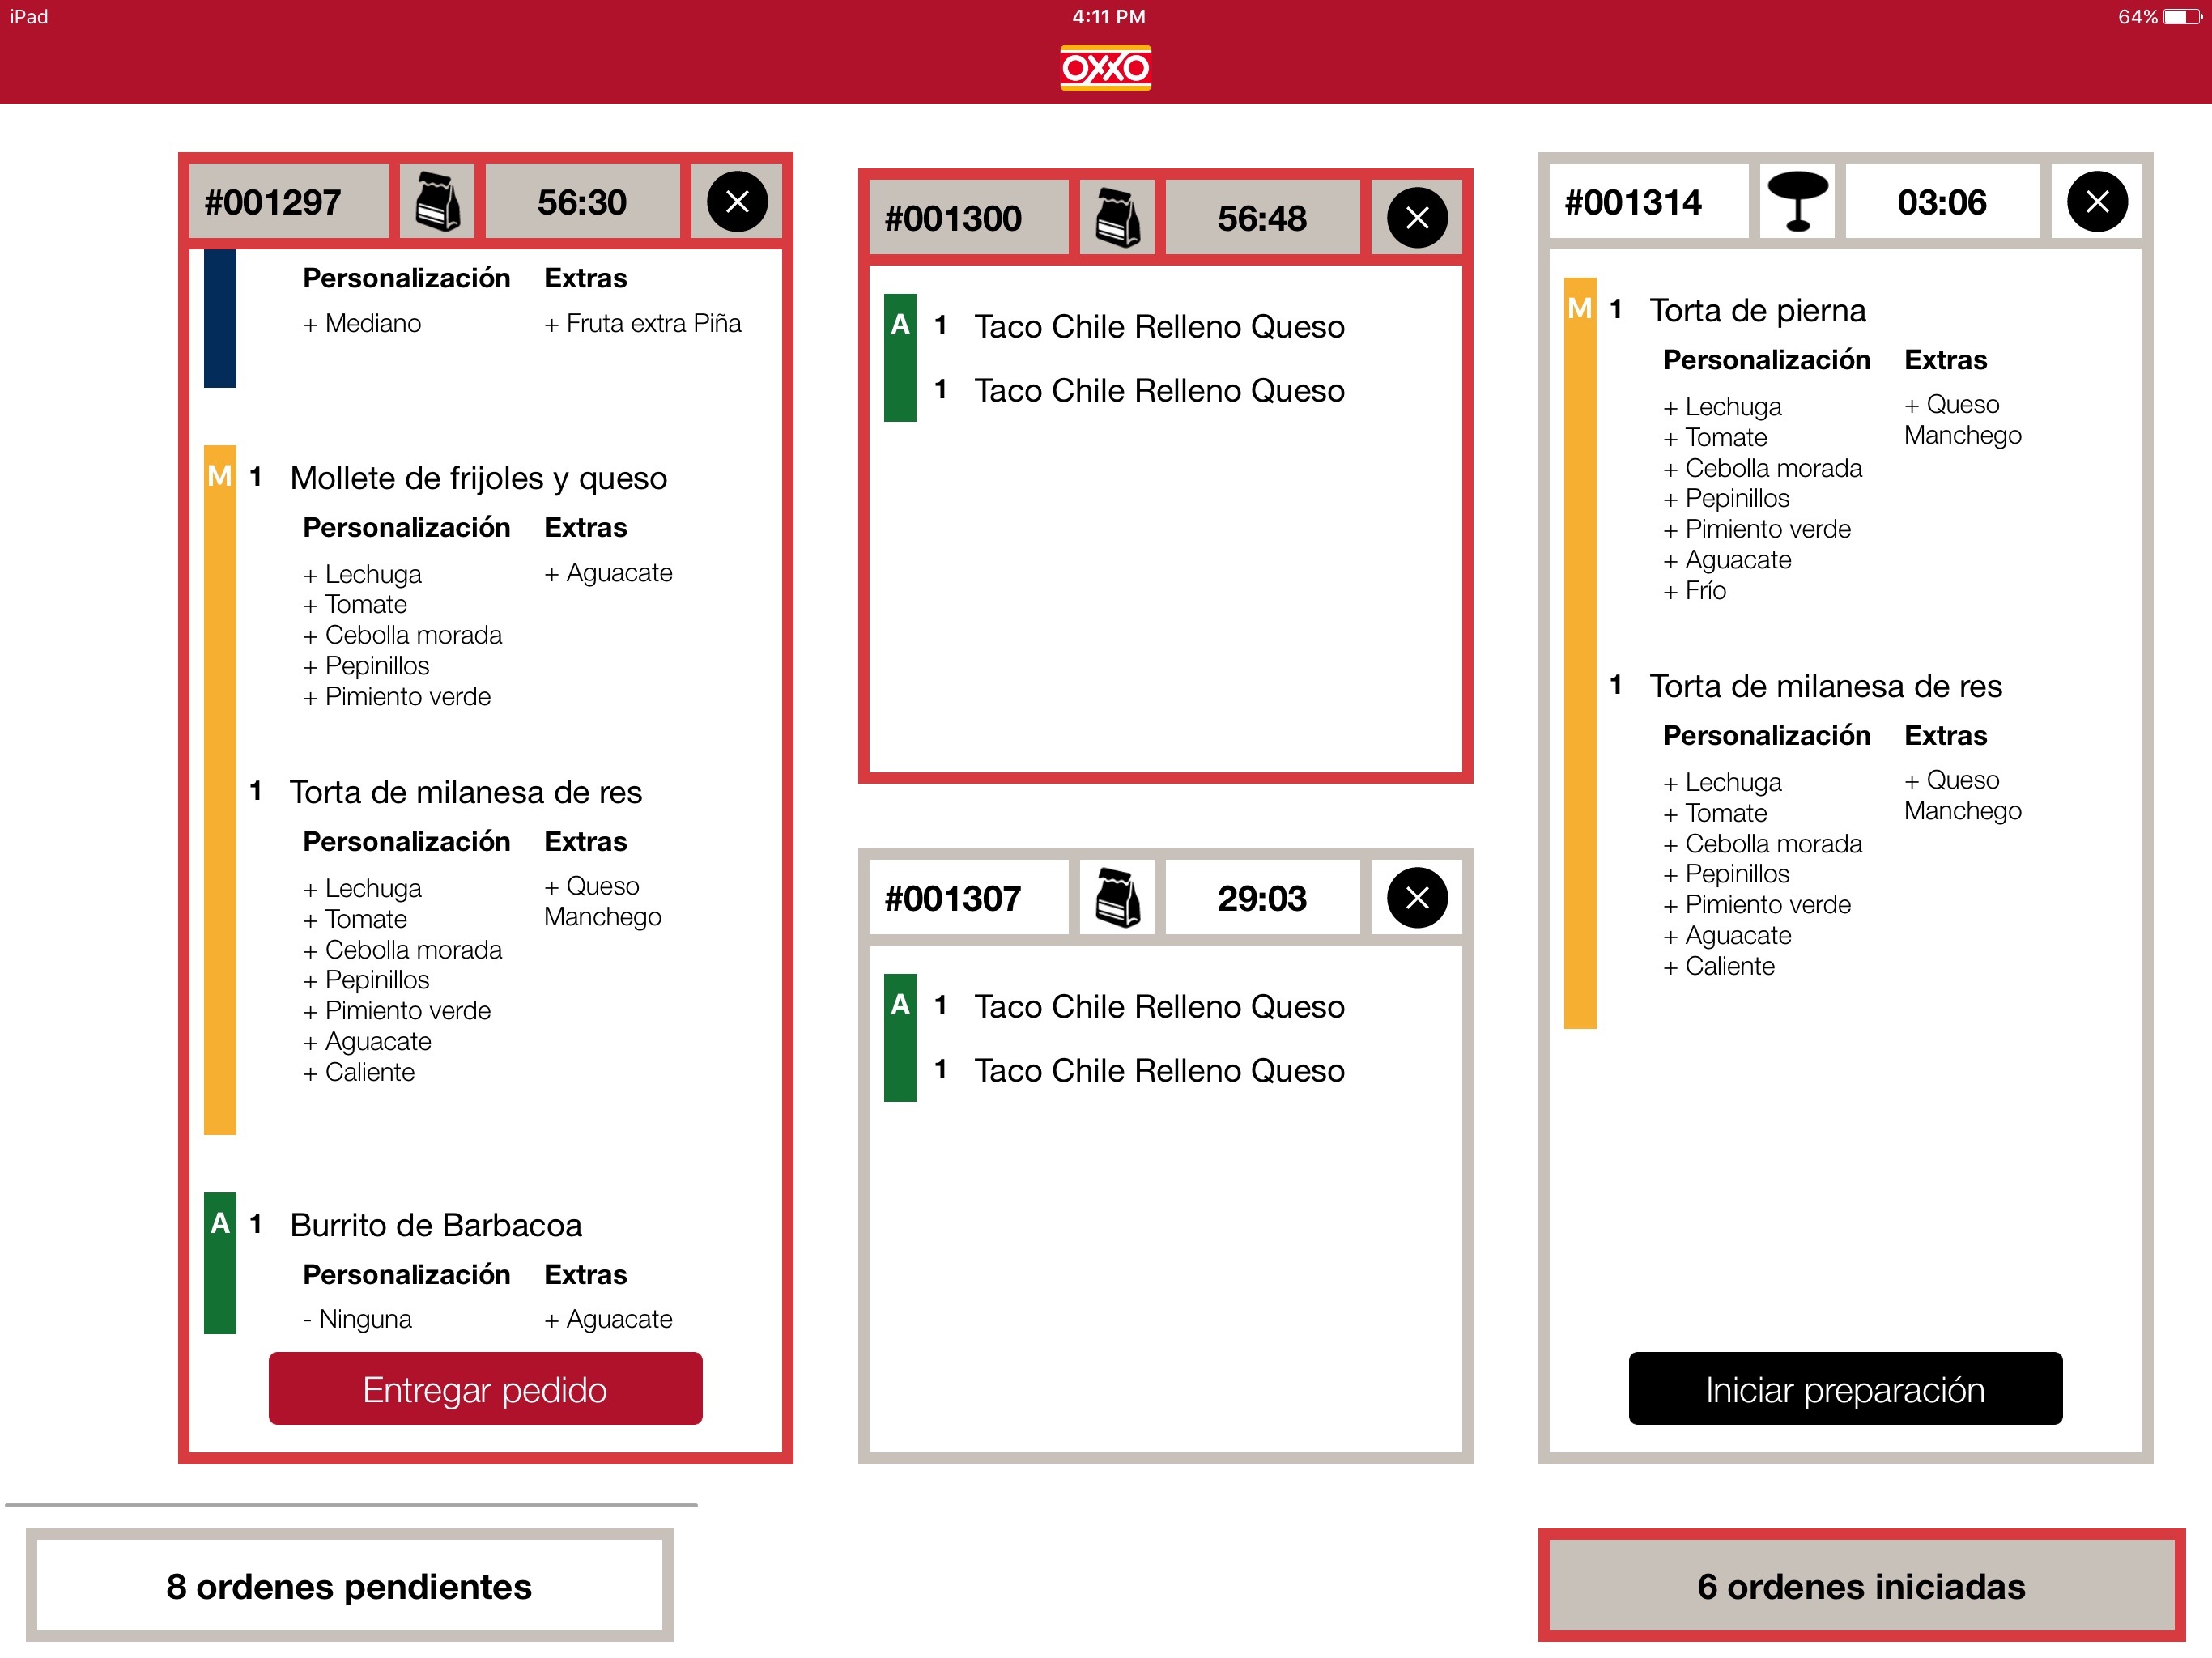 iPad
4:11 PM
64%
OXXO
#001297
56:30
Personalización Extras
+ Mediano + Fruta extra Piña
M 1 Mollete de frijoles y queso
Personalización Extras
+ Lechuga + Aguacate
+ Tomate
+ Cebolla morada
+ Pepinillos
+ Pimiento verde
1 Torta de milanesa de res
Personalización Extras
+ Lechuga + Queso
+ Tomate Manchego
+ Cebolla morada
+ Pepinillos
+ Pimiento verde
+ Aguacate
+ Caliente
A 1 Burrito de Barbacoa
Personalización Extras
- Ninguna + Aguacate
Entregar pedido
#001300
56:48
A 1 Taco Chile Relleno Queso
1 Taco Chile Relleno Queso
#001307
29:03
A 1 Taco Chile Relleno Queso
1 Taco Chile Relleno Queso
#001314
03:06
M 1 Torta de pierna
Personalización Extras
+ Lechuga + Queso
+ Tomate Manchego
+ Cebolla morada
+ Pepinillos
+ Pimiento verde
+ Aguacate
+ Frío
1 Torta de milanesa de res
Personalización Extras
+ Lechuga + Queso
+ Tomate Manchego
+ Cebolla morada
+ Pepinillos
+ Pimiento verde
+ Aguacate
+ Caliente
Iniciar preparación
8 ordenes pendientes
6 ordenes iniciadas